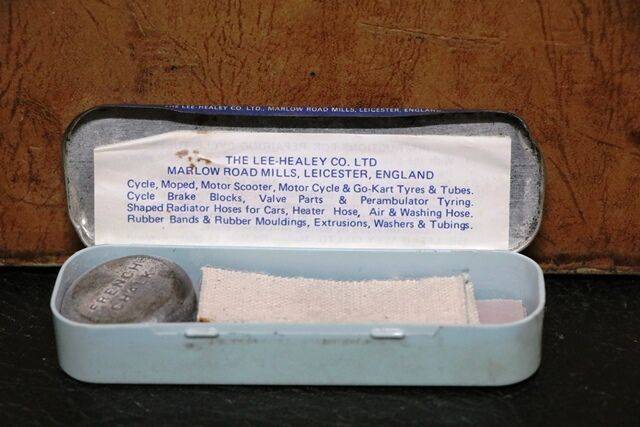 THE LEE-HEALEY CO. LTD., MARLOW ROAD MILLS, LEICESTER, ENGLAND
THE LEE-HEALEY CO. LTD
MARLOW ROAD MILLS, LEICESTER, ENGLAND
Cycle, Moped, Motor Scooter, Motor Cycle & Go-Kart Tyres & Tubes.
Cycle Brake Blocks, Valve Parts & Perambulator Tyring.
Shaped Radiator Hoses for Cars, Heater Hose, Air & Washing Hose.
Rubber Bands & Rubber Mouldings, Extrusions, Washers & Tubings.
FRENCH
CHALK